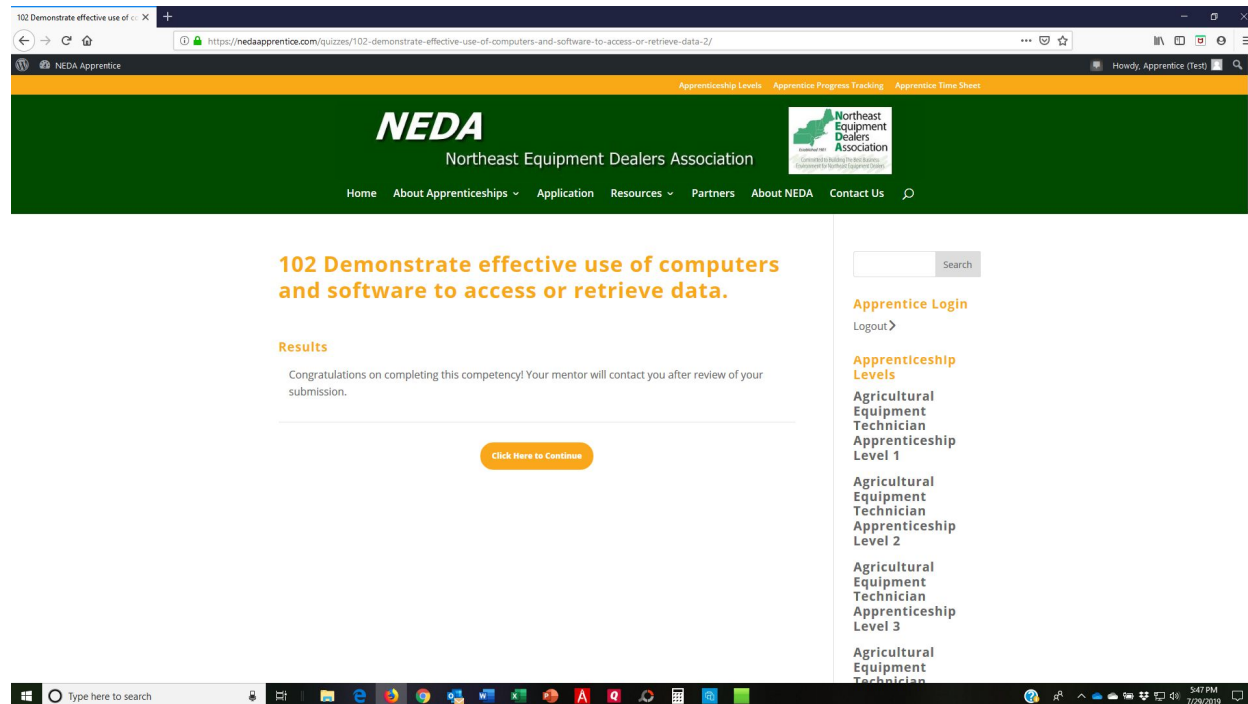 102 Demonstrate effective use of co
https://nedaapprentice.com/quizzes/102-demonstrate-effective-use-of-computers-and-software-to-access-or-retrieve-data-2/
NEDA Apprentice
Howdy, Apprentice (Test)
Apprenticeship Levels Apprentice Progress Tracking Apprentice Time Sheet
NEDA
Northeast Equipment Dealers Association
Northeast
Equipment
Dealers
Association
Home About Apprenticeships Application Resources Partners About NEDA Contact Us
102 Demonstrate effective use of computers
and software to access or retrieve data.
Results
Congratulations on completing this competency! Your mentor will contact you after review of your
submission.
Click Here to Continue
Search
Apprentice Login
Logout
Apprenticeship
Levels
Agricultural
Equipment
Technician
Apprenticeship
Level 1
Agricultural
Equipment
Technician
Apprenticeship
Level 2
Agricultural
Equipment
Technician
Apprenticeship
Level 3
Agricultural
Equipment
Technician
Type here to search
5:47 PM
7/29/2019